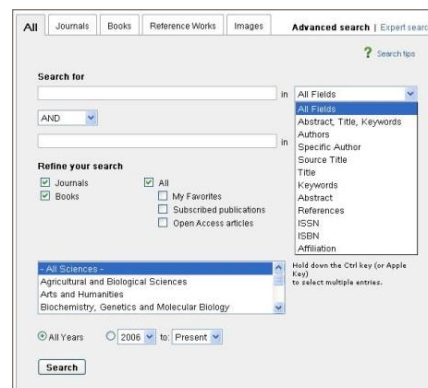 All Journals Books Reference Works Images Advanced search | Expert sear
? Search tips
Search for
in All Fields
AND
in
All Fields
Abstract, Title, Keywords
Authors
Specific Author
Source Title
Title
Keywords
Abstract
References
ISSN
ISBN
Affiliation
Refine your search
Journals All
Books My Favorites
Subscribed publications
Open Access articles
Hold down the Ctrl key (or Apple
Key)
to select multiple entries.
- All Sciences -
Agricultural and Biological Sciences
Arts and Humanities
Biochemistry, Genetics and Molecular Biology
All Years 2006 to: Present
Search